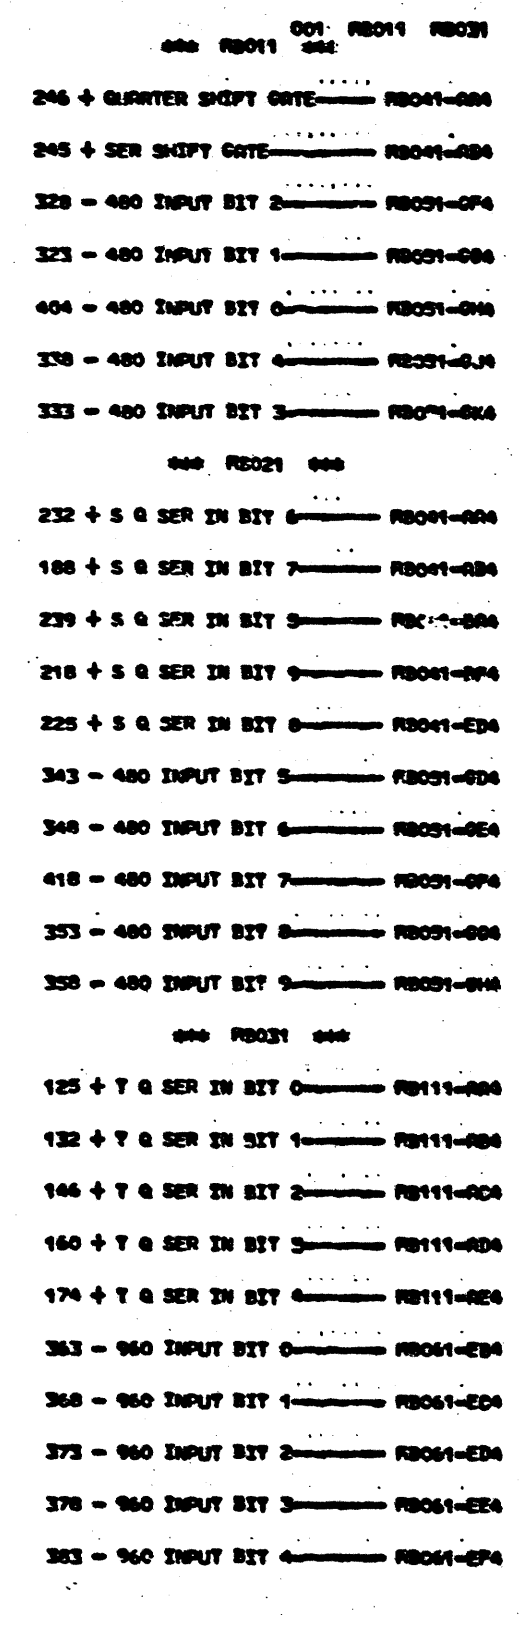 001 RB011 RB031
*** RB011 ***
246 + QUARTER SHIFT GATE RB041-AA4
245 + SER SHIFT GATE RB041-AB4
328 - 480 INPUT BIT 2 RB051-GF4
323 - 480 INPUT BIT 1
404 - 480 INPUT BIT 0 RB051-GH4
338 - 480 INPUT BIT 4 RB051-GJ4
333 - 480 INPUT BIT 3
*** RB021 ***
232 + S Q SER IN BIT 6 RB041-AA4
188 + S Q SER IN BIT 7 RB041-AB4
239 + S Q SER IN BIT 5
218 + S Q SER IN BIT 9
225 + S Q SER IN BIT 8 RB041-ED4
343 - 480 INPUT BIT 5 RB051-GD4
348 - 480 INPUT BIT 6 RB051-GE4
418 - 480 INPUT BIT 7 RB051-GF4
353 - 480 INPUT BIT 8 RB051-GG4
358 - 480 INPUT BIT 9 RB051-GH4
*** RB031 ***
125 + T Q SER IN BIT 0 RB111-AA4
132 + T Q SER IN BIT 1 RB111-AB4
146 + T Q SER IN BIT 2 RB111-AC4
160 + T Q SER IN BIT 3 RB111-AD4
174 + T Q SER IN BIT 4 RB111-AE4
363 - 960 INPUT BIT 0 RB061-EB4
368 - 960 INPUT BIT 1 RB061-EC4
373 - 960 INPUT BIT 2 RB061-ED4
378 - 960 INPUT BIT 3 RB061-EE4
383 - 960 INPUT BIT 4 RB061-EF4